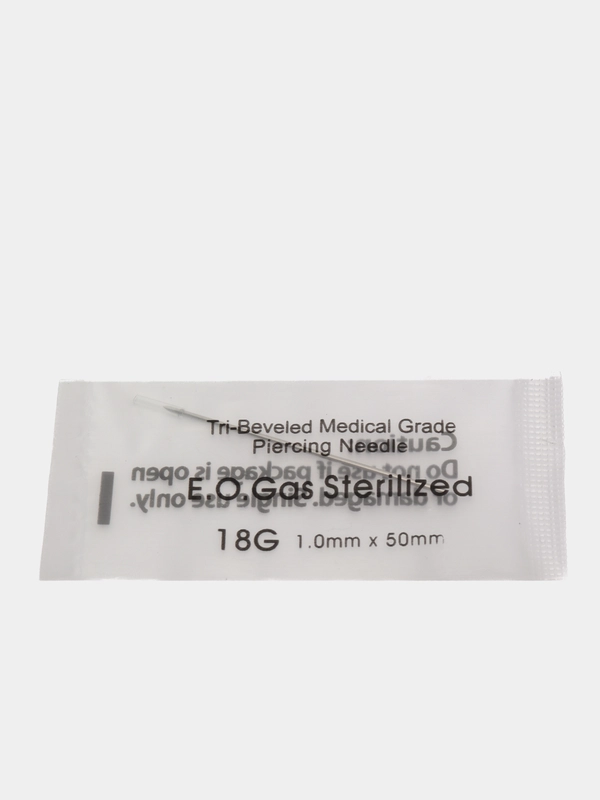 Tri-Beveled Medical Grade
Piercing Needle
E.O.Gas Sterilized
18G 1.0mm x 50mm
Caution
Do not use if package is open
or damaged. Single use only.